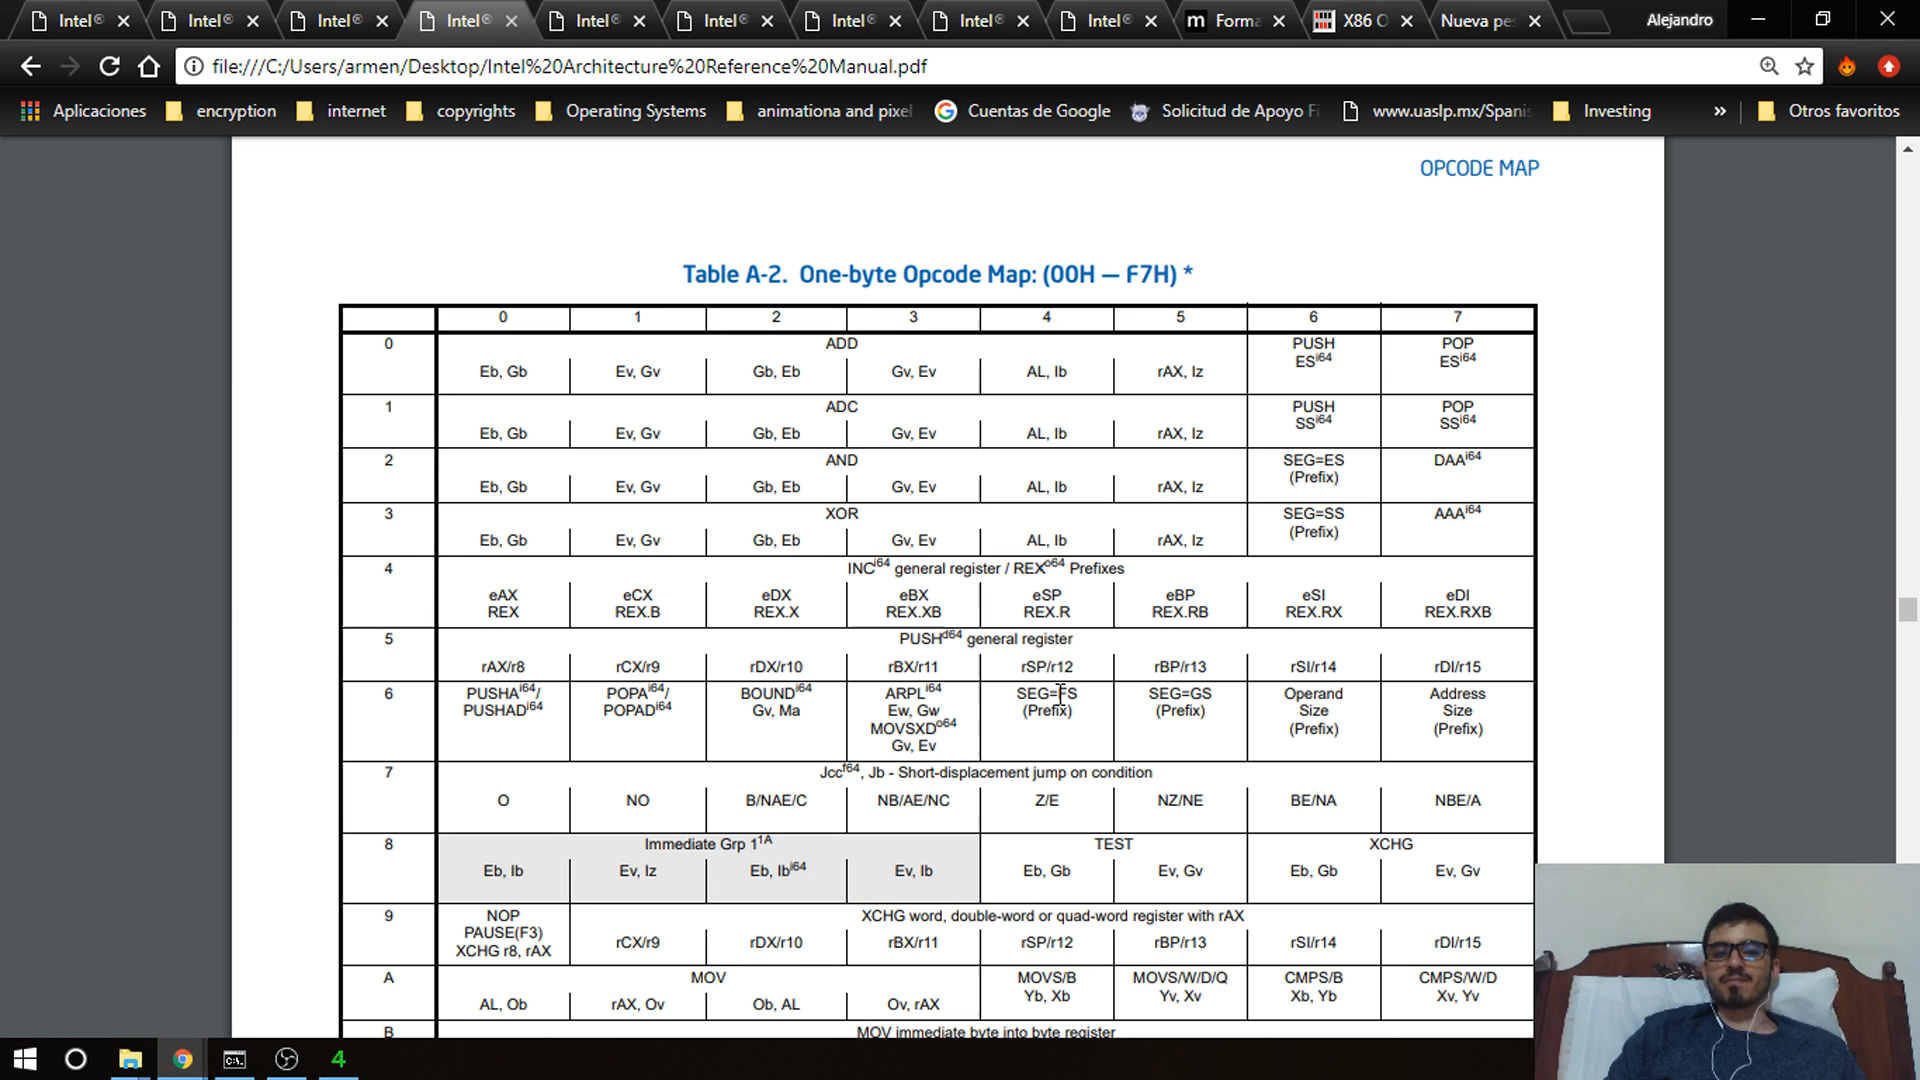 Intel® Intel® Intel® Intel® Intel® Intel® Intel® Intel® Intel® Forma X86 O Nueva pe Alejandro
file:///C:/Users/armen/Desktop/Intel%20Architecture%20Reference%20Manual.pdf
Aplicaciones encryption internet copyrights Operating Systems animationa and pixel Cuentas de Google Solicitud de Apoyo Fi www.uaslp.mx/Spanis Investing » Otros favoritos
OPCODE MAP
Table A-2. One-byte Opcode Map: (00H — F7H) *
0 1 2 3 4 5 6 7
0 ADD PUSH ES^i64 POP ES^i64
Eb, Gb Ev, Gv Gb, Eb Gv, Ev AL, Ib rAX, Iz
1 ADC PUSH SS^i64 POP SS^i64
Eb, Gb Ev, Gv Gb, Eb Gv, Ev AL, Ib rAX, Iz
2 AND SEG=ES (Prefix) DAA^i64
Eb, Gb Ev, Gv Gb, Eb Gv, Ev AL, Ib rAX, Iz
3 XOR SEG=SS (Prefix) AAA^i64
Eb, Gb Ev, Gv Gb, Eb Gv, Ev AL, Ib rAX, Iz
4 INC^i64 general register / REX^o64 Prefixes
eAX eCX eDX eBX eSP eBP eSI eDI
REX REX.B REX.X REX.XB REX.R REX.RB REX.RX REX.RXB
5 PUSH^d64 general register
rAX/r8 rCX/r9 rDX/r10 rBX/r11 rSP/r12 rBP/r13 rSI/r14 rDI/r15
6 PUSHA^i64/ POPA^i64/ BOUND^i64 ARPL^i64 SEG=FS SEG=GS Operand Address
PUSHAD^i64 POPAD^i64 Gv, Ma Ew, Gw (Prefix) (Prefix) Size Size
MOVSXD^o64 (Prefix) (Prefix)
Gv, Ev
7 Jcc^f64, Jb - Short-displacement jump on condition
O NO B/NAE/C NB/AE/NC Z/E NZ/NE BE/NA NBE/A
8 Immediate Grp 1^1A TEST XCHG
Eb, Ib Ev, Iz Eb, Ib^i64 Ev, Ib Eb, Gb Ev, Gv Eb, Gb Ev, Gv
9 NOP XCHG word, double-word or quad-word register with rAX
PAUSE(F3)
XCHG r8, rAX rCX/r9 rDX/r10 rBX/r11 rSP/r12 rBP/r13 rSI/r14 rDI/r15
A MOV MOVS/B MOVS/W/D/Q CMPS/B CMPS/W/D
AL, Ob rAX, Ov Ob, AL Ov, rAX Yb, Xb Yv, Xv Xb, Yb Xv, Yv
B MOV immediate byte into byte register
4